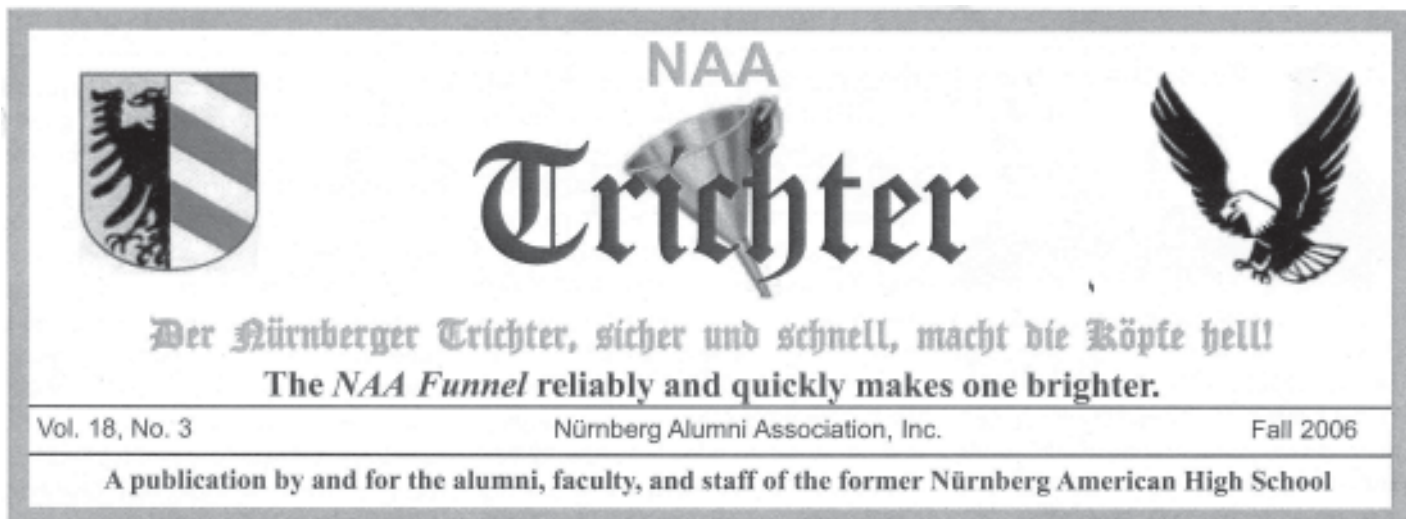 NAA
Trichter
Der Nürnberger Trichter, sicher und schnell, macht die Köpfe hell!
The NAA Funnel reliably and quickly makes one brighter.
Vol. 18, No. 3 Nürnberg Alumni Association, Inc. Fall 2006
A publication by and for the alumni, faculty, and staff of the former Nürnberg American High School